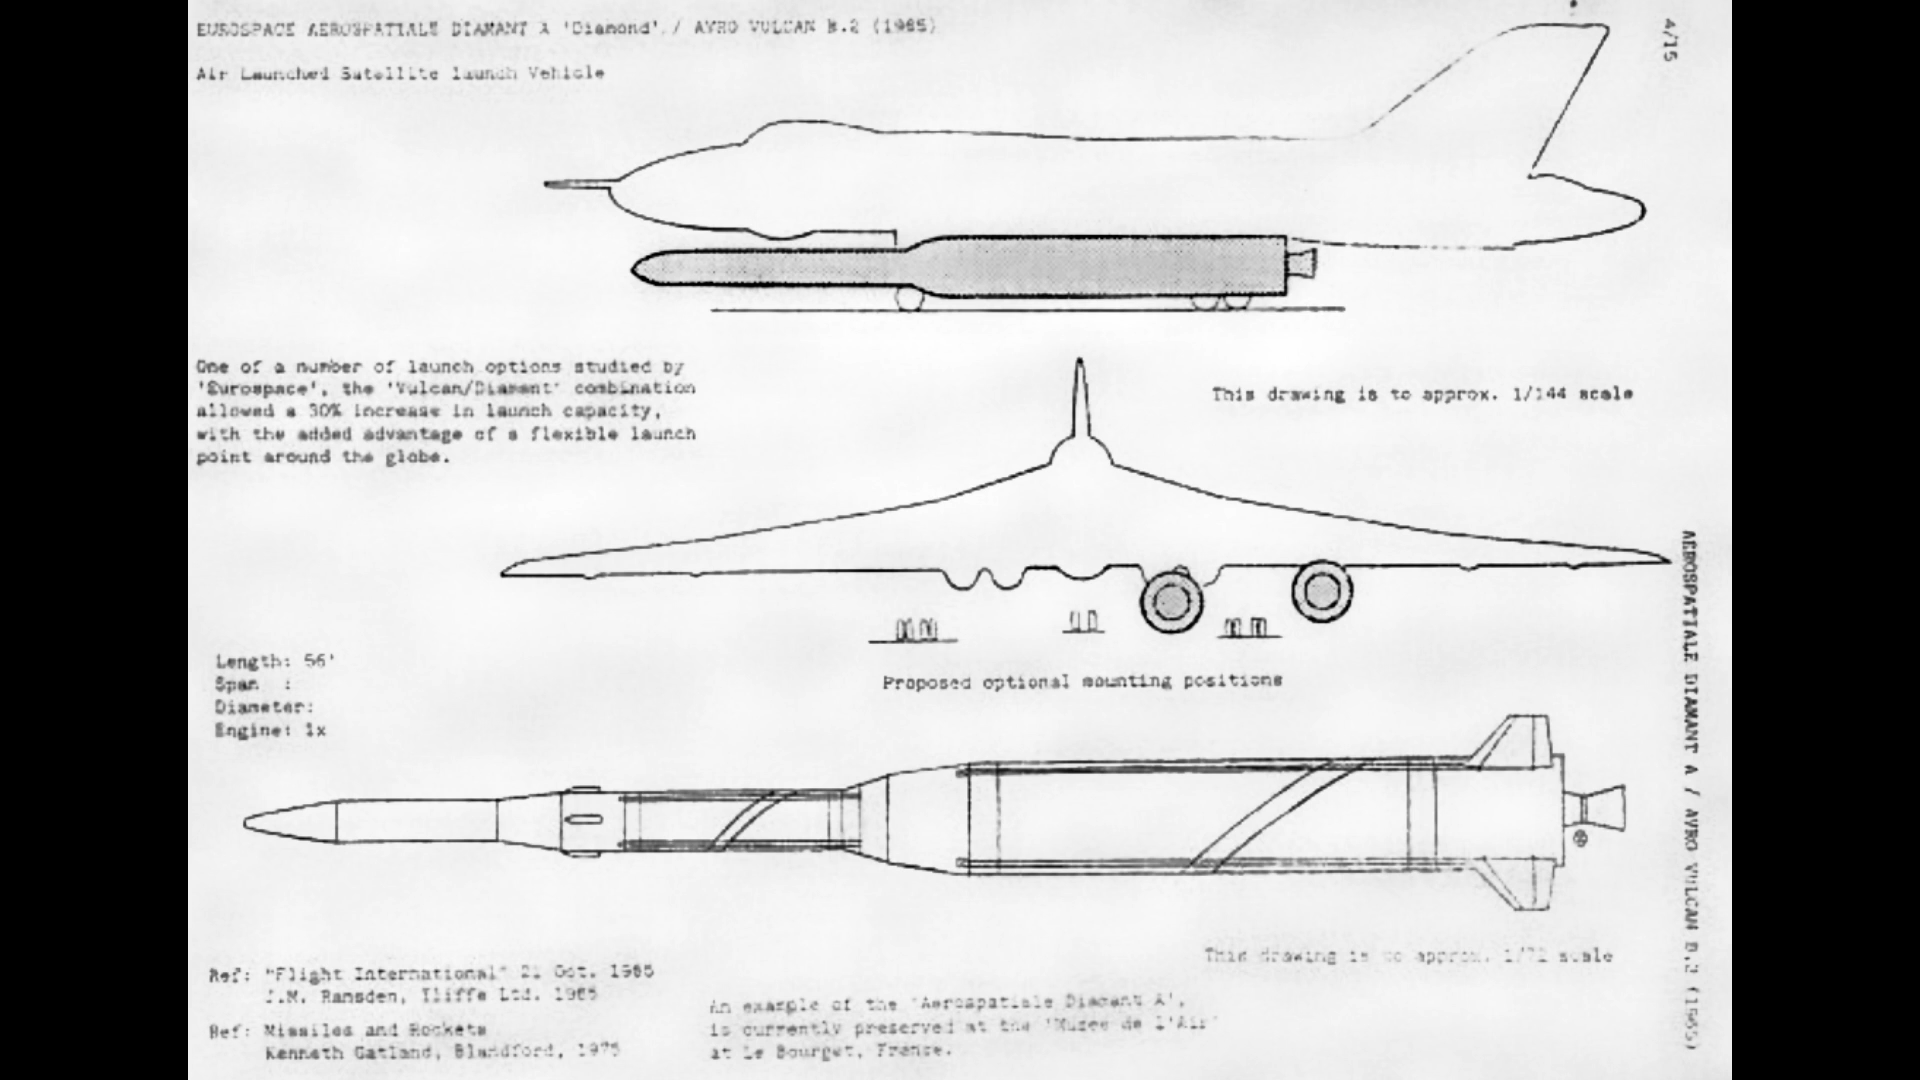 EUROSPACE AEROSPATIALE DIAMANT A 'Diamond' / AVRO VULCAN B.2 (1965)
Air Launched Satellite launch Vehicle
4/15
One of a number of launch options studied by
'Eurospace', the 'Vulcan/Diamant' combination
allowed a 30% increase in launch capacity,
with the added advantage of a flexible launch
point around the globe.
This drawing is to approx. 1/144 scale
Proposed optional mounting positions
Length: 56'
Span :
Diameter:
Engine: 1x
AEROSPATIALE DIAMANT A / AVRO VULCAN B.2 (1965)
This drawing is to approx. 1/72 scale
Ref: "Flight International" 21 Oct. 1965
J.M. Ramsden, Iliffe Ltd. 1965
Ref: Missiles and Rockets
Kenneth Gatland, Blandford, 1975
An example of the 'Aerospatiale Diamant A',
is currently preserved at the 'Musee de l'Air'
at Le Bourget, France.